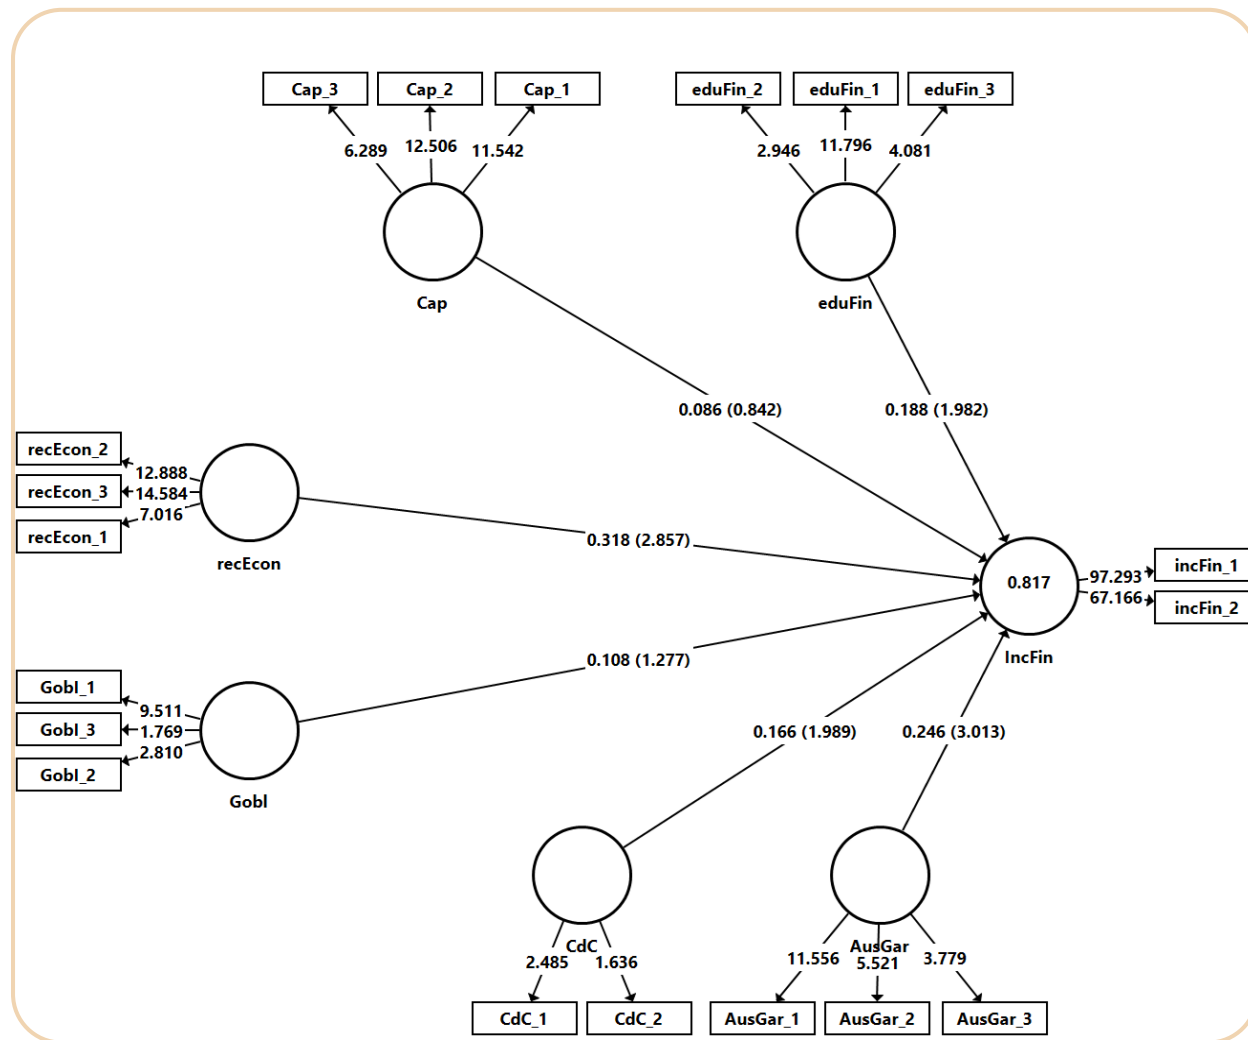 Cap_3
Cap_2
Cap_1
eduFin_2
eduFin_1
eduFin_3
6.289
12.506
11.542
2.946
11.796
4.081
Cap
eduFin
0.086 (0.842)
0.188 (1.982)
recEcon_2
recEcon_3
recEcon_1
12.888
14.584
7.016
recEcon
0.318 (2.857)
0.817
IncFin
97.293
67.166
incFin_1
incFin_2
GobI_1
GobI_3
GobI_2
9.511
1.769
2.810
GobI
0.108 (1.277)
0.166 (1.989)
0.246 (3.013)
CdC
AusGar
2.485
1.636
11.556
5.521
3.779
CdC_1
CdC_2
AusGar_1
AusGar_2
AusGar_3